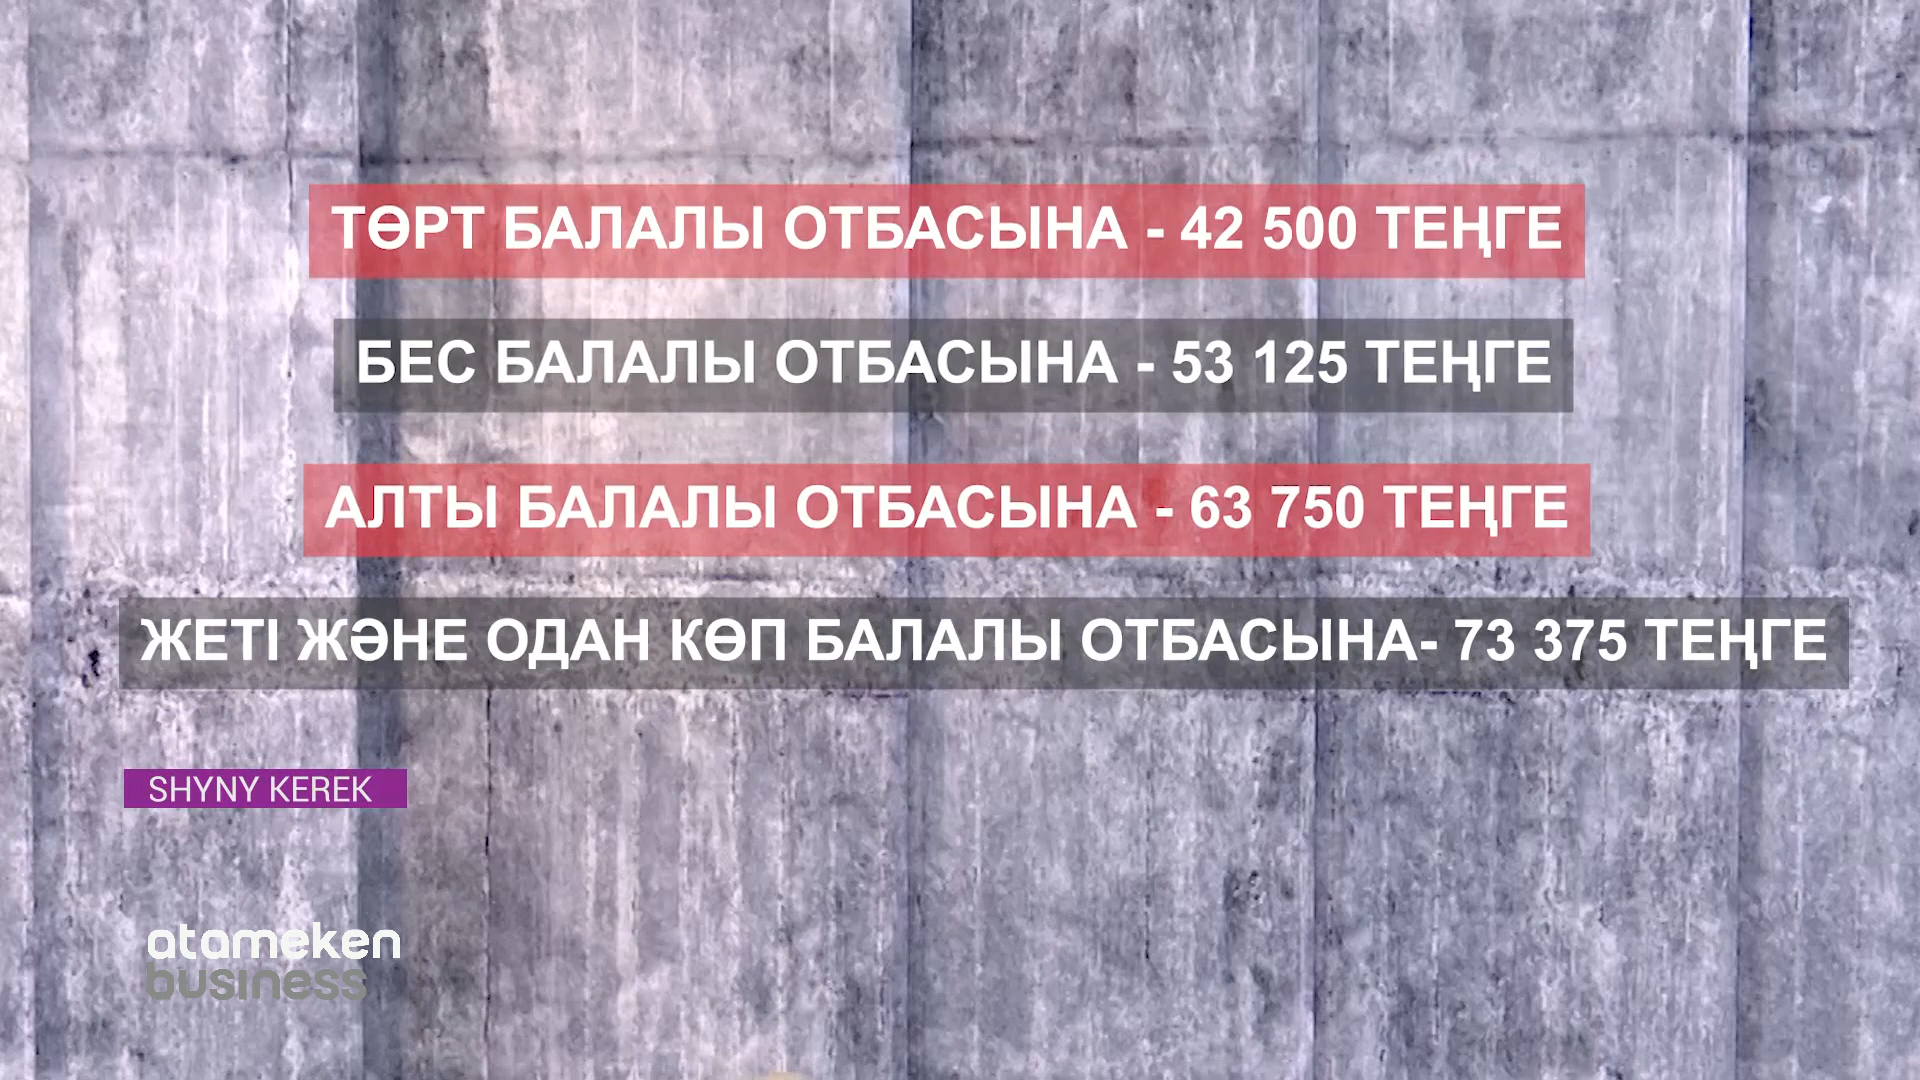 ТӨРТ БАЛАЛЫ ОТБАСЫНА - 42 500 ТЕҢГЕ
БЕС БАЛАЛЫ ОТБАСЫНА - 53 125 ТЕҢГЕ
АЛТЫ БАЛАЛЫ ОТБАСЫНА - 63 750 ТЕҢГЕ
ЖЕТІ ЖӘНЕ ОДАН КӨП БАЛАЛЫ ОТБАСЫНА- 73 375 ТЕҢГЕ
SHYNY KEREK
atameken
business